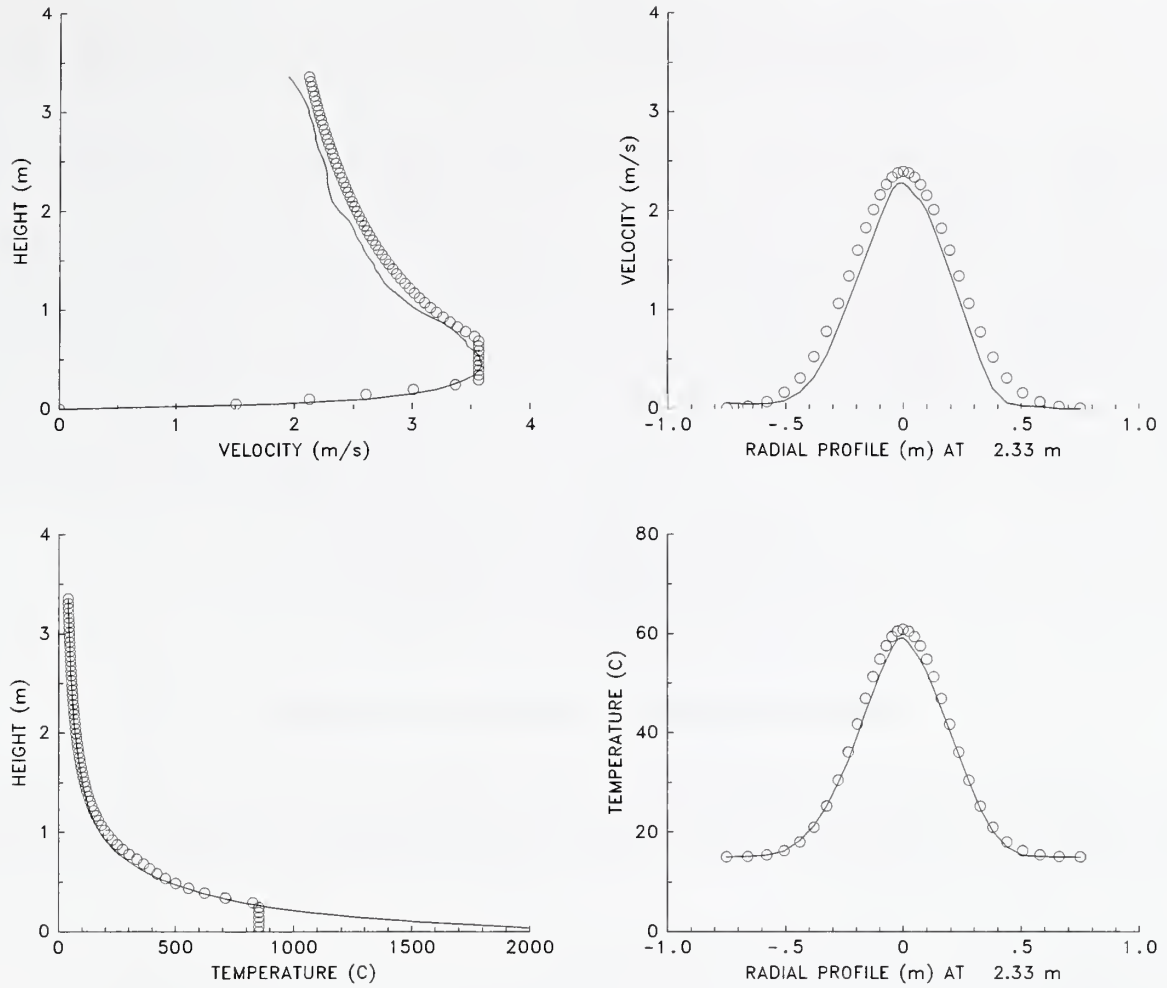 4
3
2
1
0
HEIGHT (m)
0 1 2 3 4
VELOCITY (m/s)
4
3
2
1
0
VELOCITY (m/s)
-1.0 -.5 0 .5 1.0
RADIAL PROFILE (m) AT 2.33 m
4
3
2
1
0
HEIGHT (m)
0 500 1000 1500 2000
TEMPERATURE (C)
80
60
40
20
0
TEMPERATURE (C)
-1.0 -.5 0 .5 1.0
RADIAL PROFILE (m) AT 2.33 m